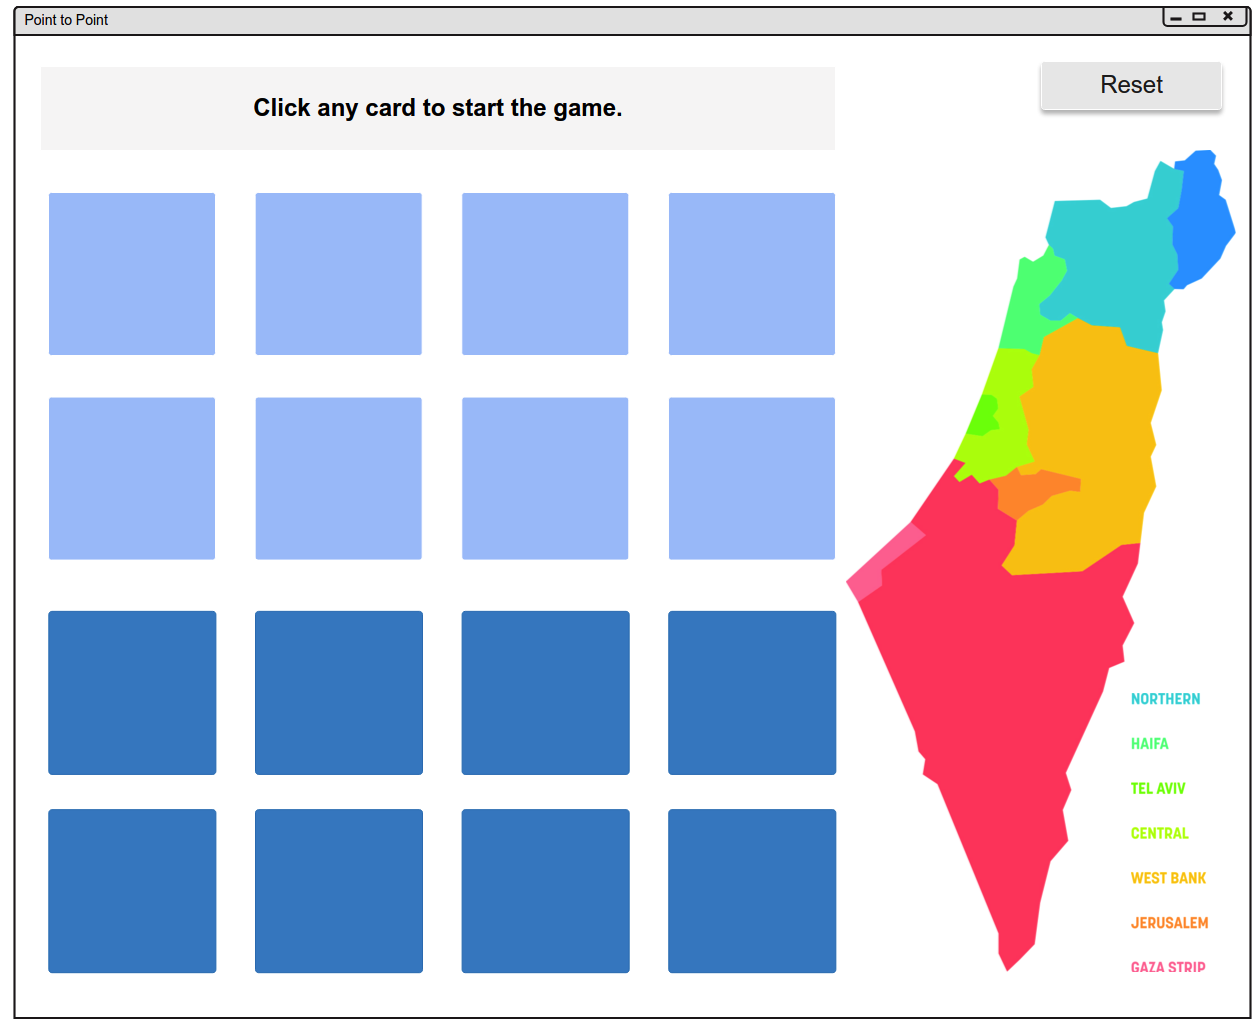 Point to Point
Click any card to start the game.
Reset
NORTHERN
HAIFA
TEL AVIV
CENTRAL
WEST BANK
JERUSALEM
GAZA STRIP